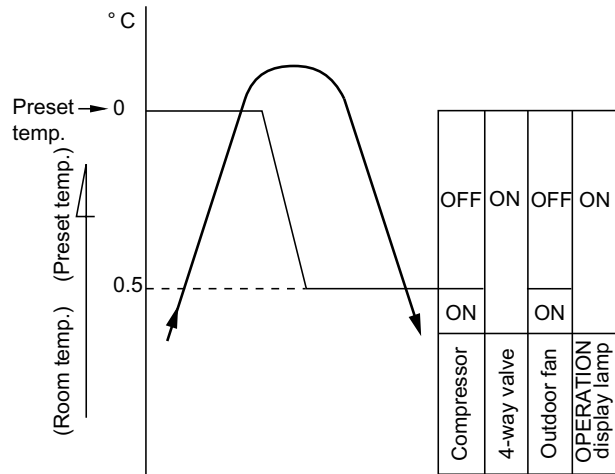 °C
Preset
temp.
0
0.5
(Room temp.) (Preset temp.)
OFF ON OFF ON
ON ON
Compressor
4-way valve
Outdoor fan
OPERATION
display lamp